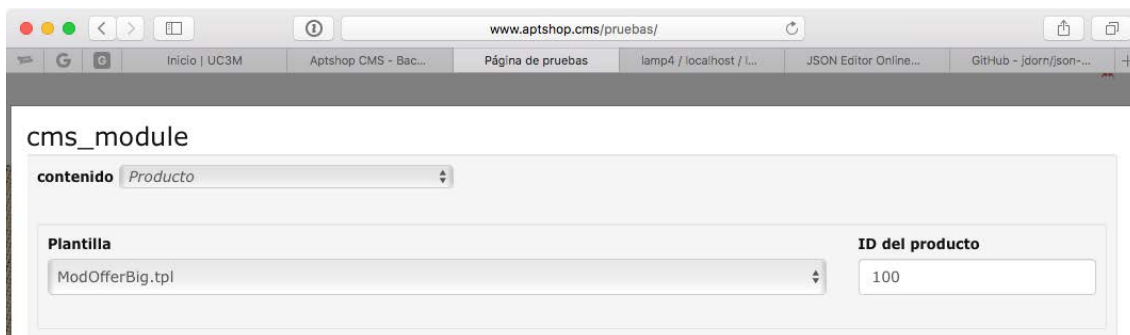 www.aptshop.cms/pruebas/
G G Inicio | UC3M Aptshop CMS - Bac... Página de pruebas lamp4 / localhost / l... JSON Editor Online... GitHub - jdorn/json-...
cms_module
contenido Producto
Plantilla ID del producto
ModOfferBig.tpl 100